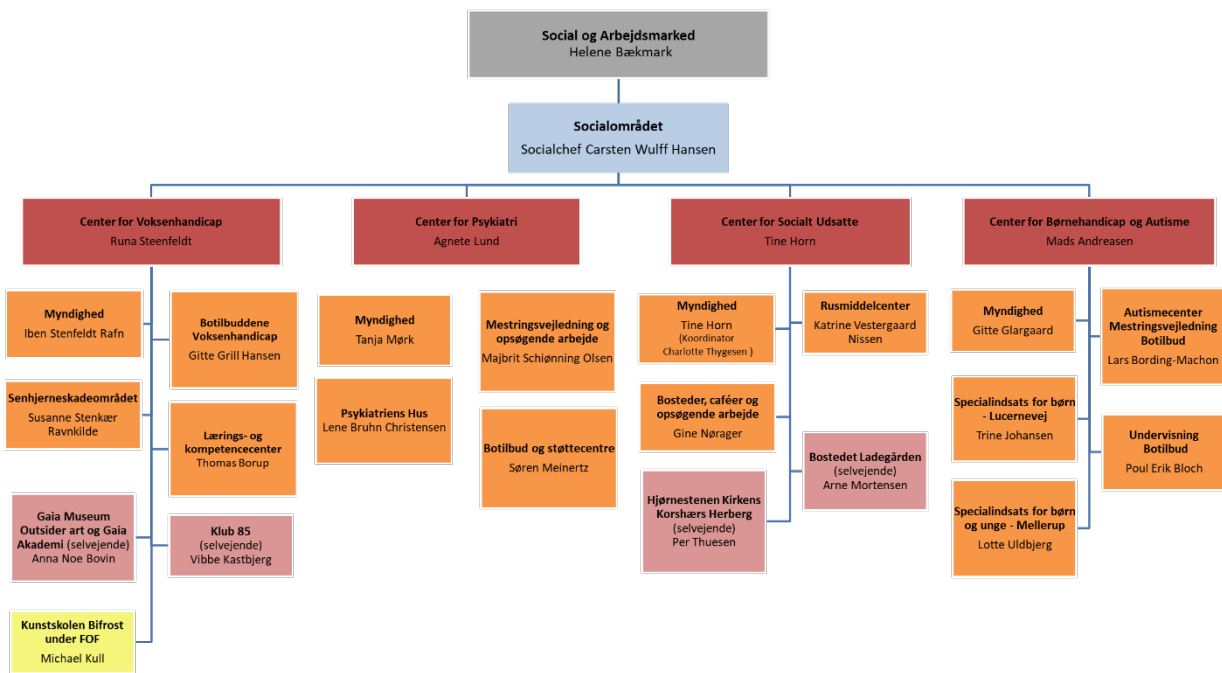 Social og Arbejdsmarked
Helene Bækmark
Socialområdet
Socialchef Carsten Wulff Hansen
Center for Voksenhandicap
Runa Steenfeldt
Center for Psykiatri
Agnete Lund
Center for Socialt Udsatte
Tine Horn
Center for Børnehandicap og Autisme
Mads Andreasen
Myndighed
Iben Stenfeldt Rafn
Botilbuddene
Voksenhandicap
Gitte Grill Hansen
Senhjerneskadeområdet
Susanne Stenkær
Ravnkilde
Lærings- og
kompetencecenter
Thomas Borup
Gaia Museum
Outsider art og Gaia
Akademi (selvejende)
Anna Noe Bovin
Klub 85
(selvejende)
Vibbe Kastbjerg
Kunstskolen Bifrost
under FOF
Michael Kull
Myndighed
Tanja Mørk
Mestringsvejledning og
opsøgende arbejde
Majbrit Schiønning Olsen
Psykiatriens Hus
Lene Bruhn Christensen
Botilbud og støttecentre
Søren Meinertz
Myndighed
Tine Horn
(Koordinator
Charlotte Thygesen )
Rusmiddelcenter
Katrine Vestergaard
Nissen
Bosteder, caféer og
opsøgende arbejde
Gine Nørager
Bostedet Ladegården
(selvejende)
Arne Mortensen
Hjørnestenen Kirkens
Korshærs Herberg
(selvejende)
Per Thuesen
Myndighed
Gitte Glargaard
Autismecenter
Mestringsvejledning
Botilbud
Lars Bording-Machon
Specialindsats for børn
- Lucernevej
Trine Johansen
Undervisning
Botilbud
Poul Erik Bloch
Specialindsats for børn
og unge - Mellerup
Lotte Uldbjerg